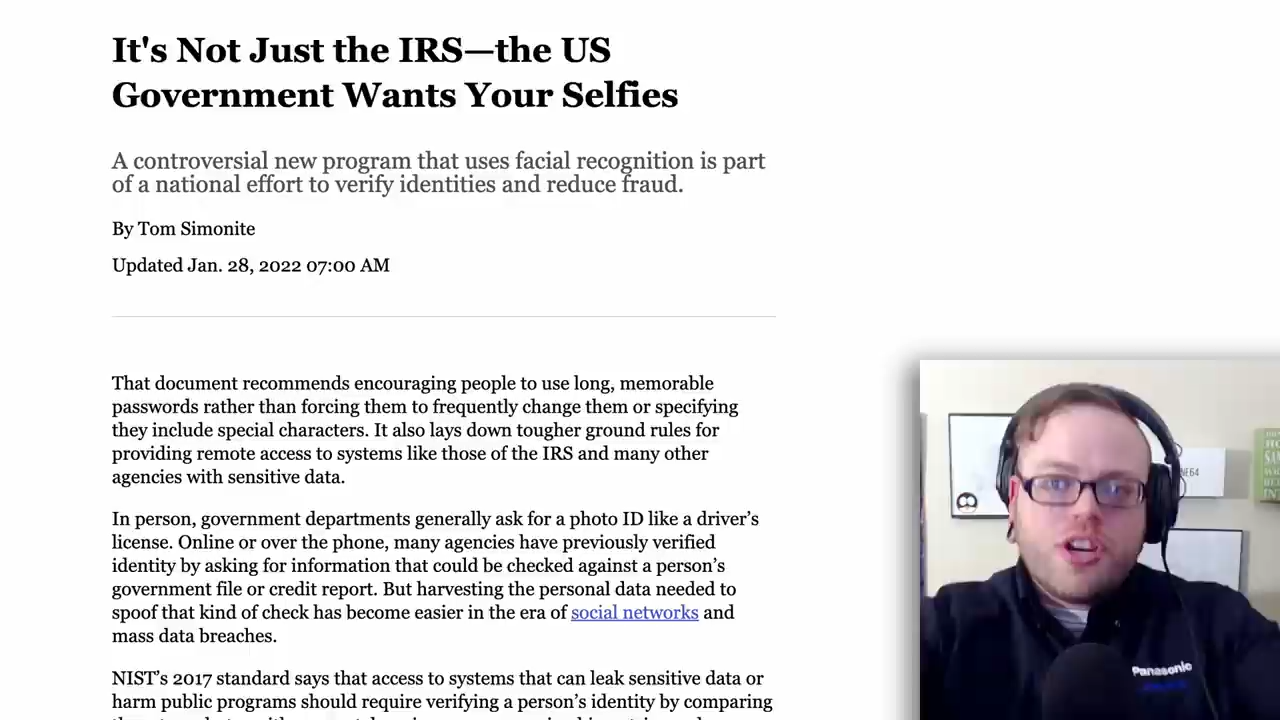 It's Not Just the IRS—the US
Government Wants Your Selfies
A controversial new program that uses facial recognition is part
of a national effort to verify identities and reduce fraud.
By Tom Simonite
Updated Jan. 28, 2022 07:00 AM
That document recommends encouraging people to use long, memorable
passwords rather than forcing them to frequently change them or specifying
they include special characters. It also lays down tougher ground rules for
providing remote access to systems like those of the IRS and many other
agencies with sensitive data.
In person, government departments generally ask for a photo ID like a driver’s
license. Online or over the phone, many agencies have previously verified
identity by asking for information that could be checked against a person’s
government file or credit report. But harvesting the personal data needed to
spoof that kind of check has become easier in the era of social networks and
mass data breaches.
NIST’s 2017 standard says that access to systems that can leak sensitive data or
harm public programs should require verifying a person’s identity by comparing
Panasonic